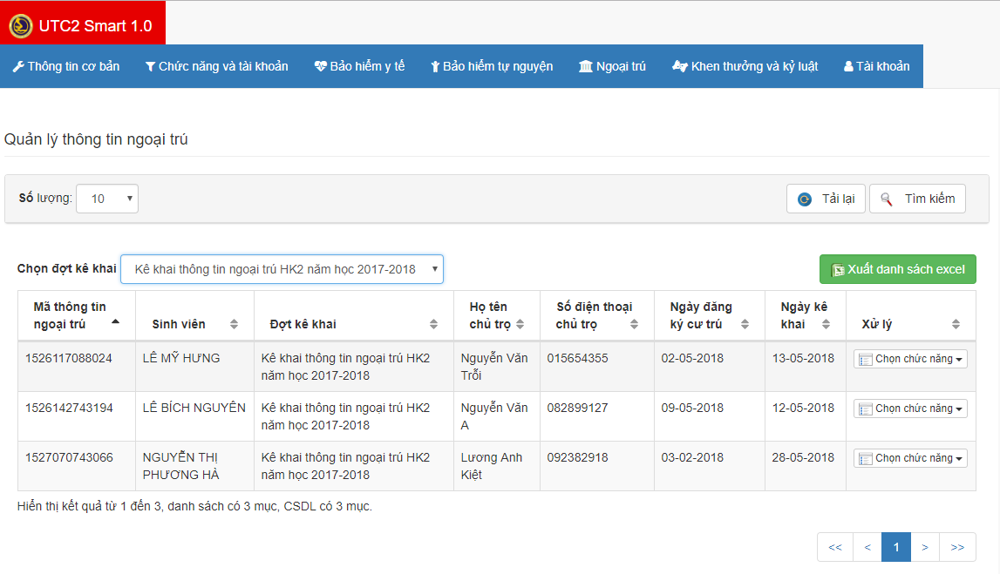 UTC2 Smart 1.0
Thông tin cơ bản Chức năng và tài khoản Bảo hiểm y tế Bảo hiểm tự nguyện Ngoại trú Khen thưởng và kỷ luật Tài khoản
Quản lý thông tin ngoại trú
Số lượng: 10 Tải lại Tìm kiếm
Chọn đợt kê khai Kê khai thông tin ngoại trú HK2 năm học 2017-2018 Xuất danh sách excel
Mã thông tin Họ tên Số điện thoại Ngày đăng Ngày kê
ngoại trú Sinh viên Đợt kê khai chủ trọ chủ trọ ký cư trú khai Xử lý
1526117088024 LÊ MỸ HƯNG Kê khai thông tin ngoại trú HK2 Nguyễn Văn 015654355 02-05-2018 13-05-2018 Chọn chức năng
năm học 2017-2018 Trỗi
1526142743194 LÊ BÍCH NGUYÊN Kê khai thông tin ngoại trú HK2 Nguyễn Văn 082899127 09-05-2018 12-05-2018 Chọn chức năng
năm học 2017-2018 A
1527070743066 NGUYỄN THỊ Kê khai thông tin ngoại trú HK2 Lương Anh 092382918 03-02-2018 28-05-2018 Chọn chức năng
PHƯƠNG HÀ năm học 2017-2018 Kiệt
Hiển thị kết quả từ 1 đến 3, danh sách có 3 mục, CSDL có 3 mục.
<< < 1 > >>